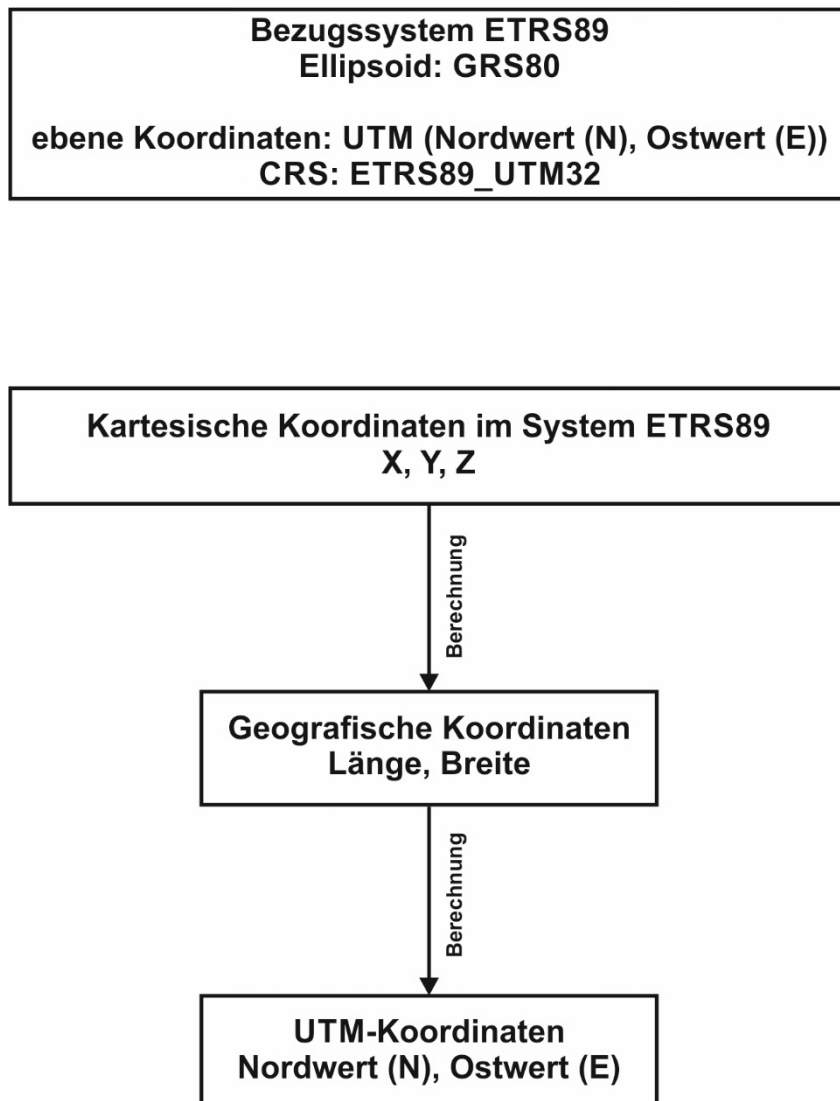 Bezugssystem ETRS89
Ellipsoid: GRS80
ebene Koordinaten: UTM (Nordwert (N), Ostwert (E))
CRS: ETRS89_UTM32
Kartesische Koordinaten im System ETRS89
X, Y, Z
Berechnung
Geografische Koordinaten
Länge, Breite
Berechnung
UTM-Koordinaten
Nordwert (N), Ostwert (E)